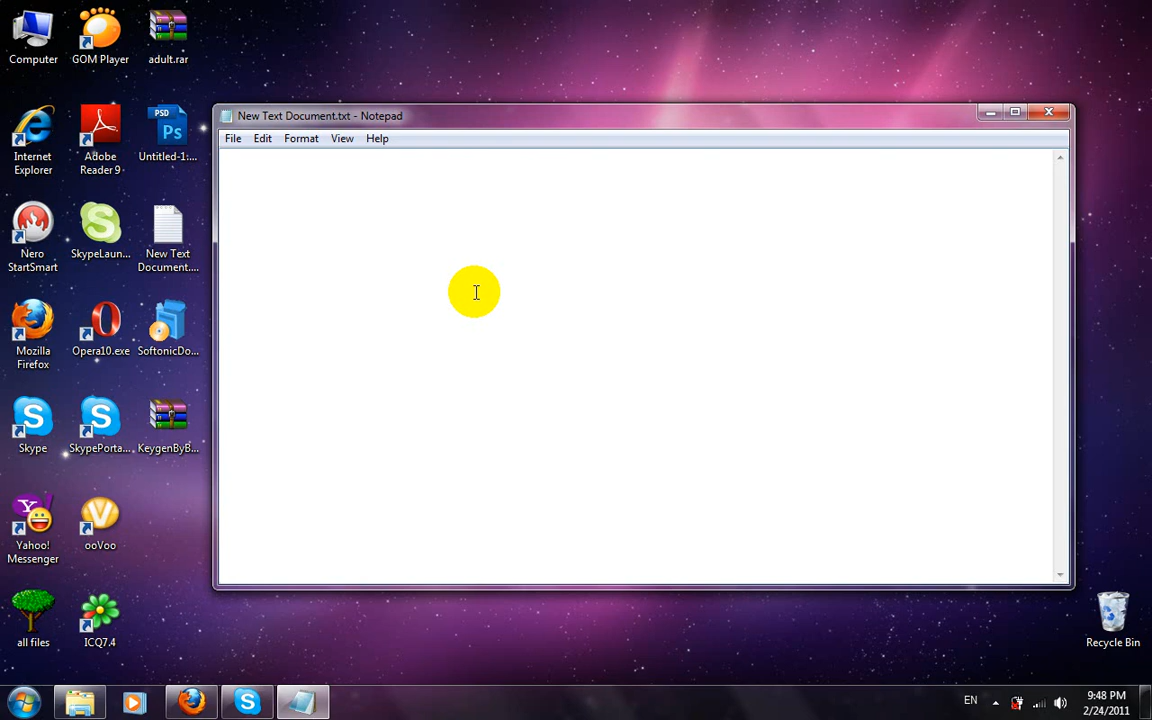 Computer
GOM Player
adult.rar
New Text Document.txt - Notepad
File Edit Format View Help
PSD
Ps
Internet
Explorer
Adobe
Reader 9
Untitled-1:...
Nero
StartSmart
SkypeLaun...
New Text
Document....
Mozilla
Firefox
Opera10.exe
SoftonicDo...
Skype
SkypePorta...
KeygenByB...
Yahoo!
Messenger
ooVoo
all files
ICQ7.4
Recycle Bin
EN
9:48 PM
2/24/2011